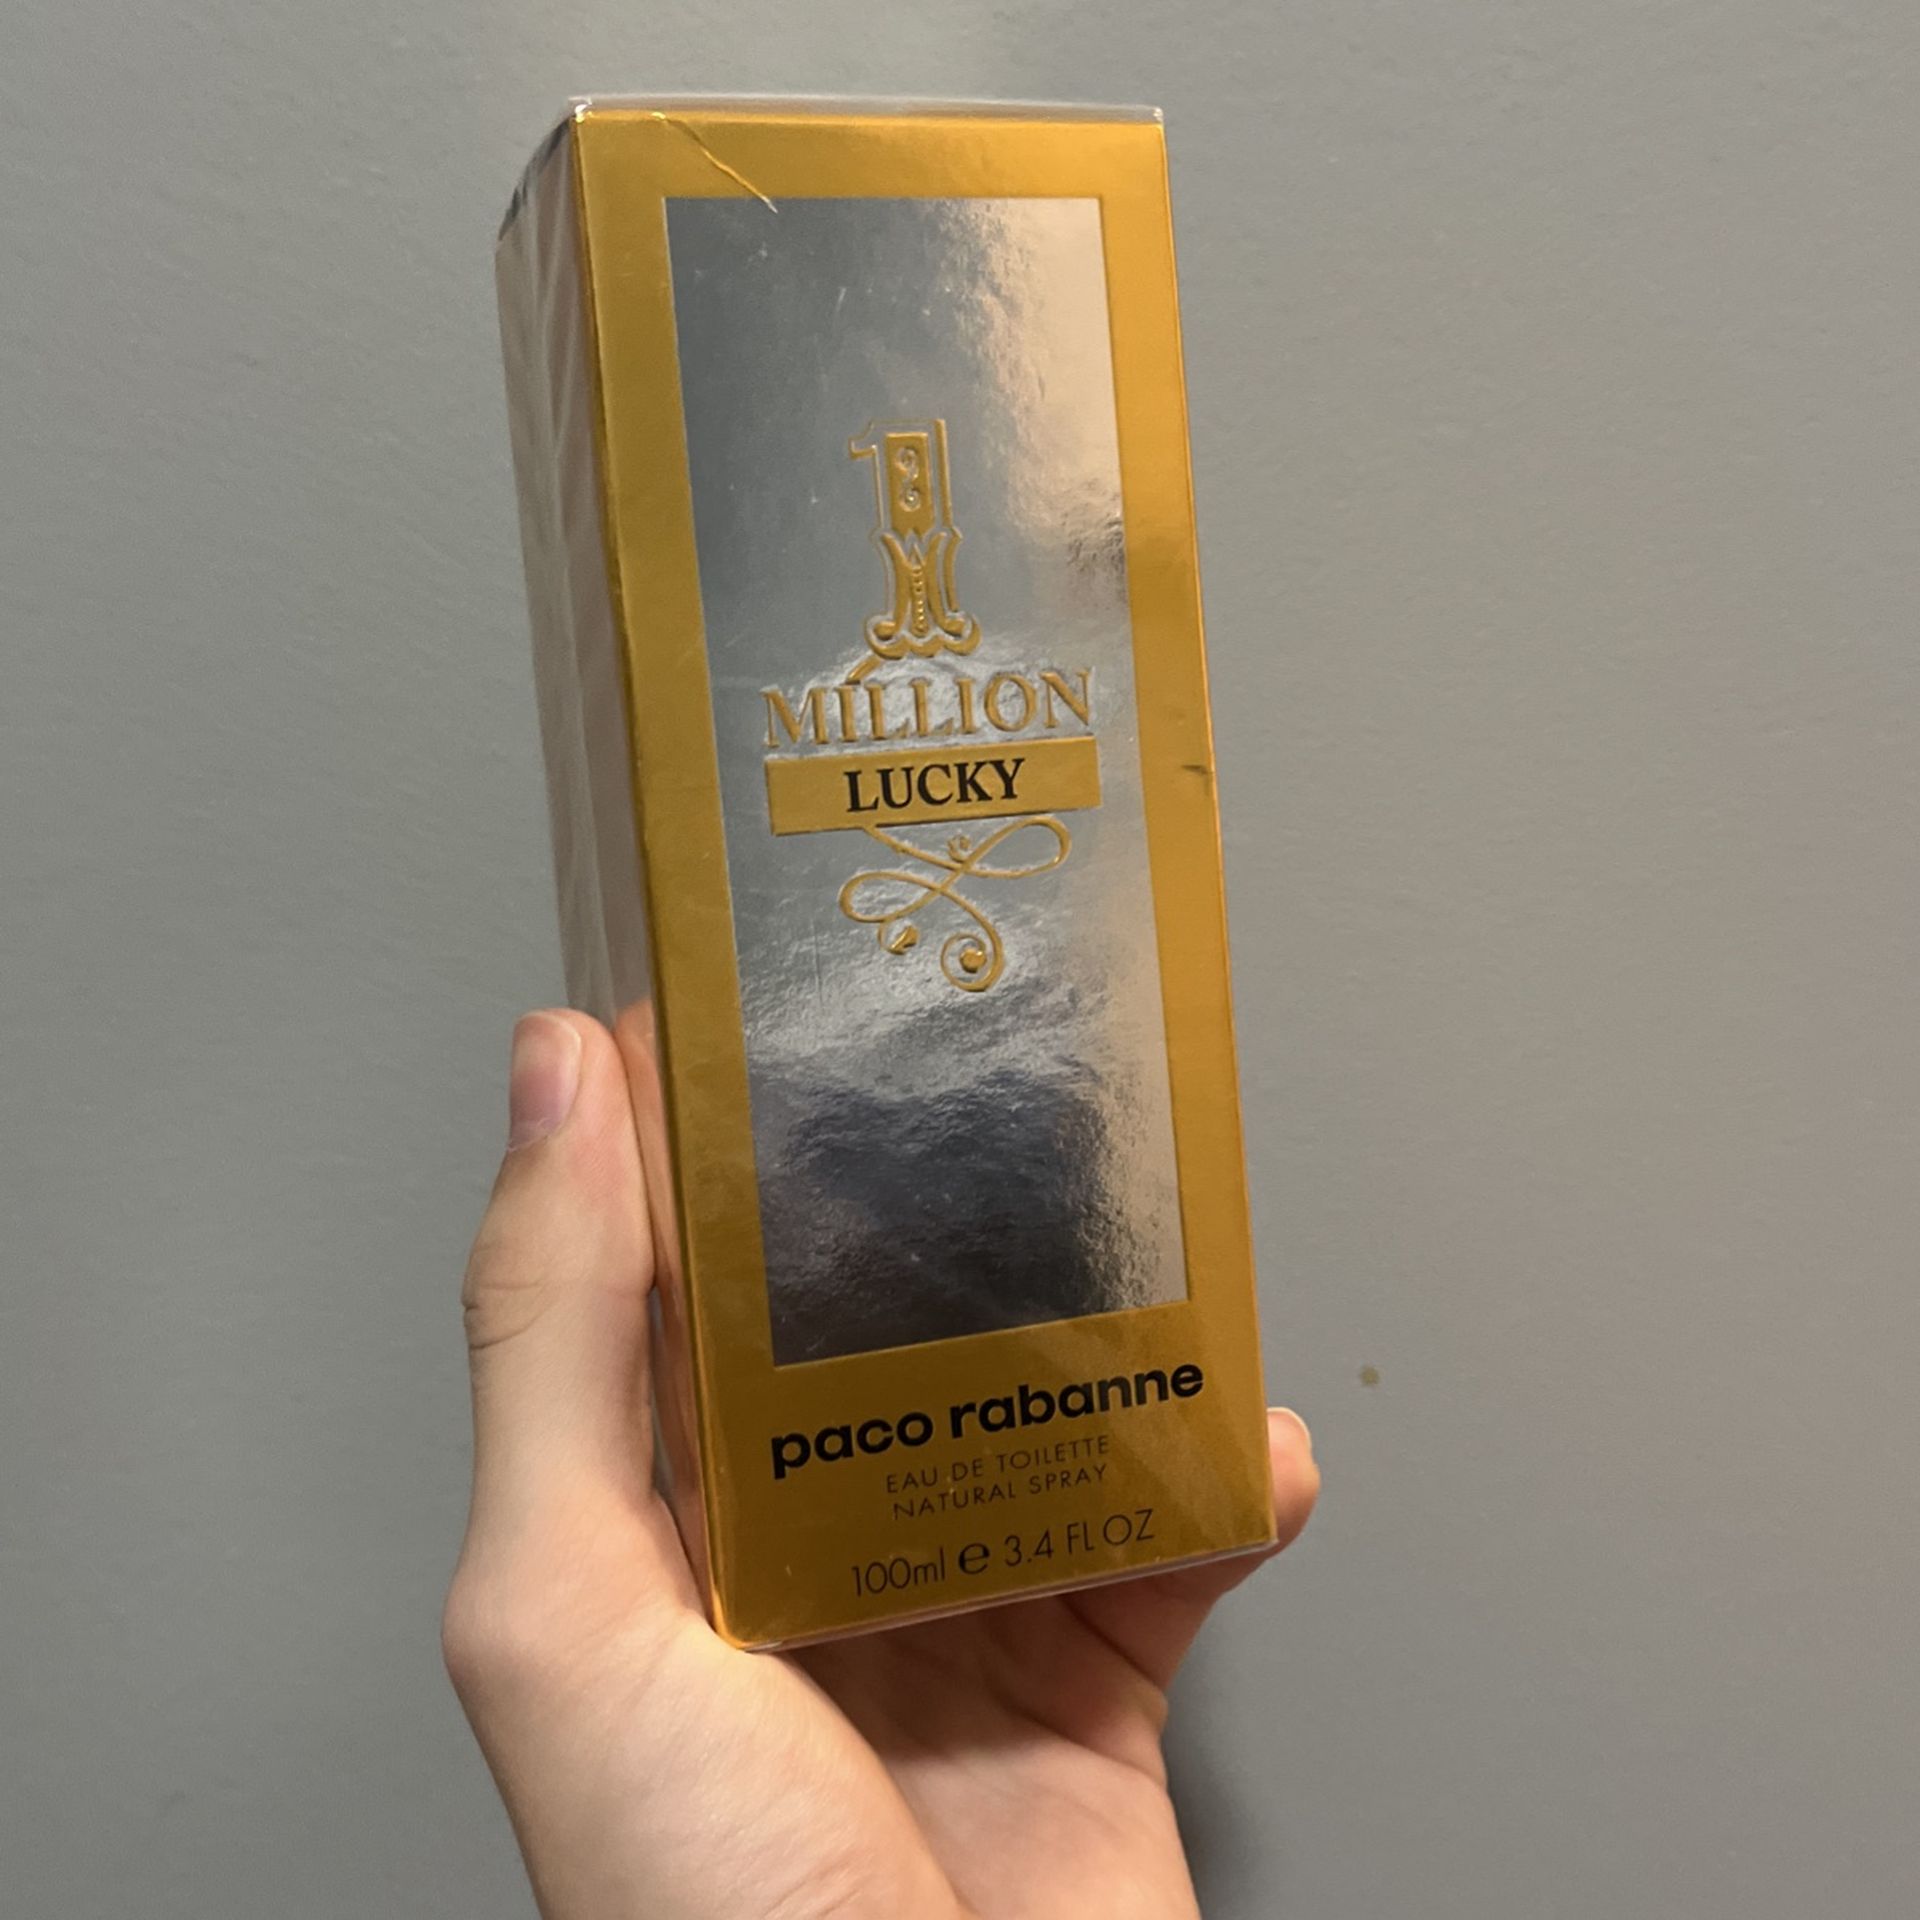 1
MILLION
LUCKY
paco rabanne
EAU DE TOILETTE
NATURAL SPRAY
100ml e 3.4 FL OZ